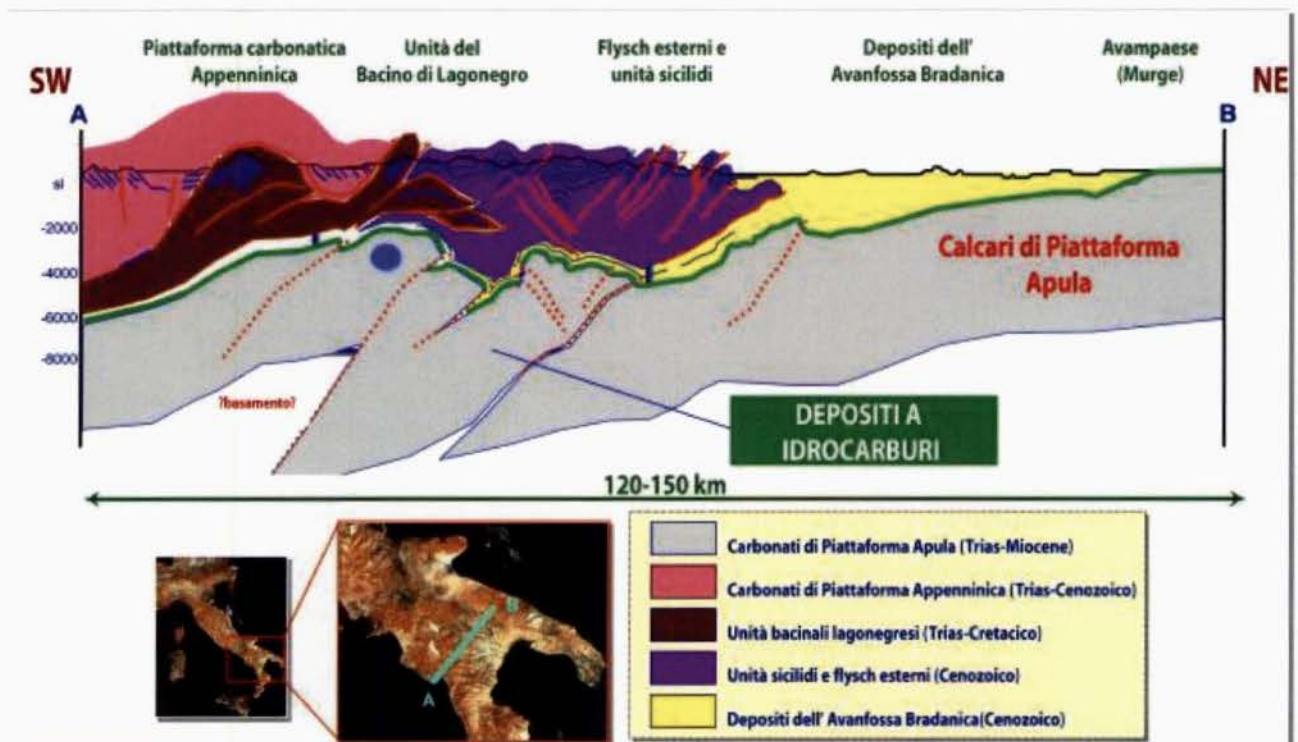 Piattaforma carbonatica
Appenninica
Unità del
Bacino di Lagonegro
Flysch esterni e
unità sicilidi
Depositi dell'
Avanfossa Bradanica
Avampaese
(Murge)
SW
NE
A
B
sl
-2000
-4000
-6000
-8000
Calcari di Piattaforma
Apula
?basamento?
DEPOSITI A
IDROCARBURI
120-150 km
A
B
Carbonati di Piattaforma Apula (Trias-Miocene)
Carbonati di Piattaforma Appenninica (Trias-Cenozoico)
Unità bacinali lagonegresi (Trias-Cretacico)
Unità sicilidi e flysch esterni (Cenozoico)
Depositi dell' Avanfossa Bradanica(Cenozoico)